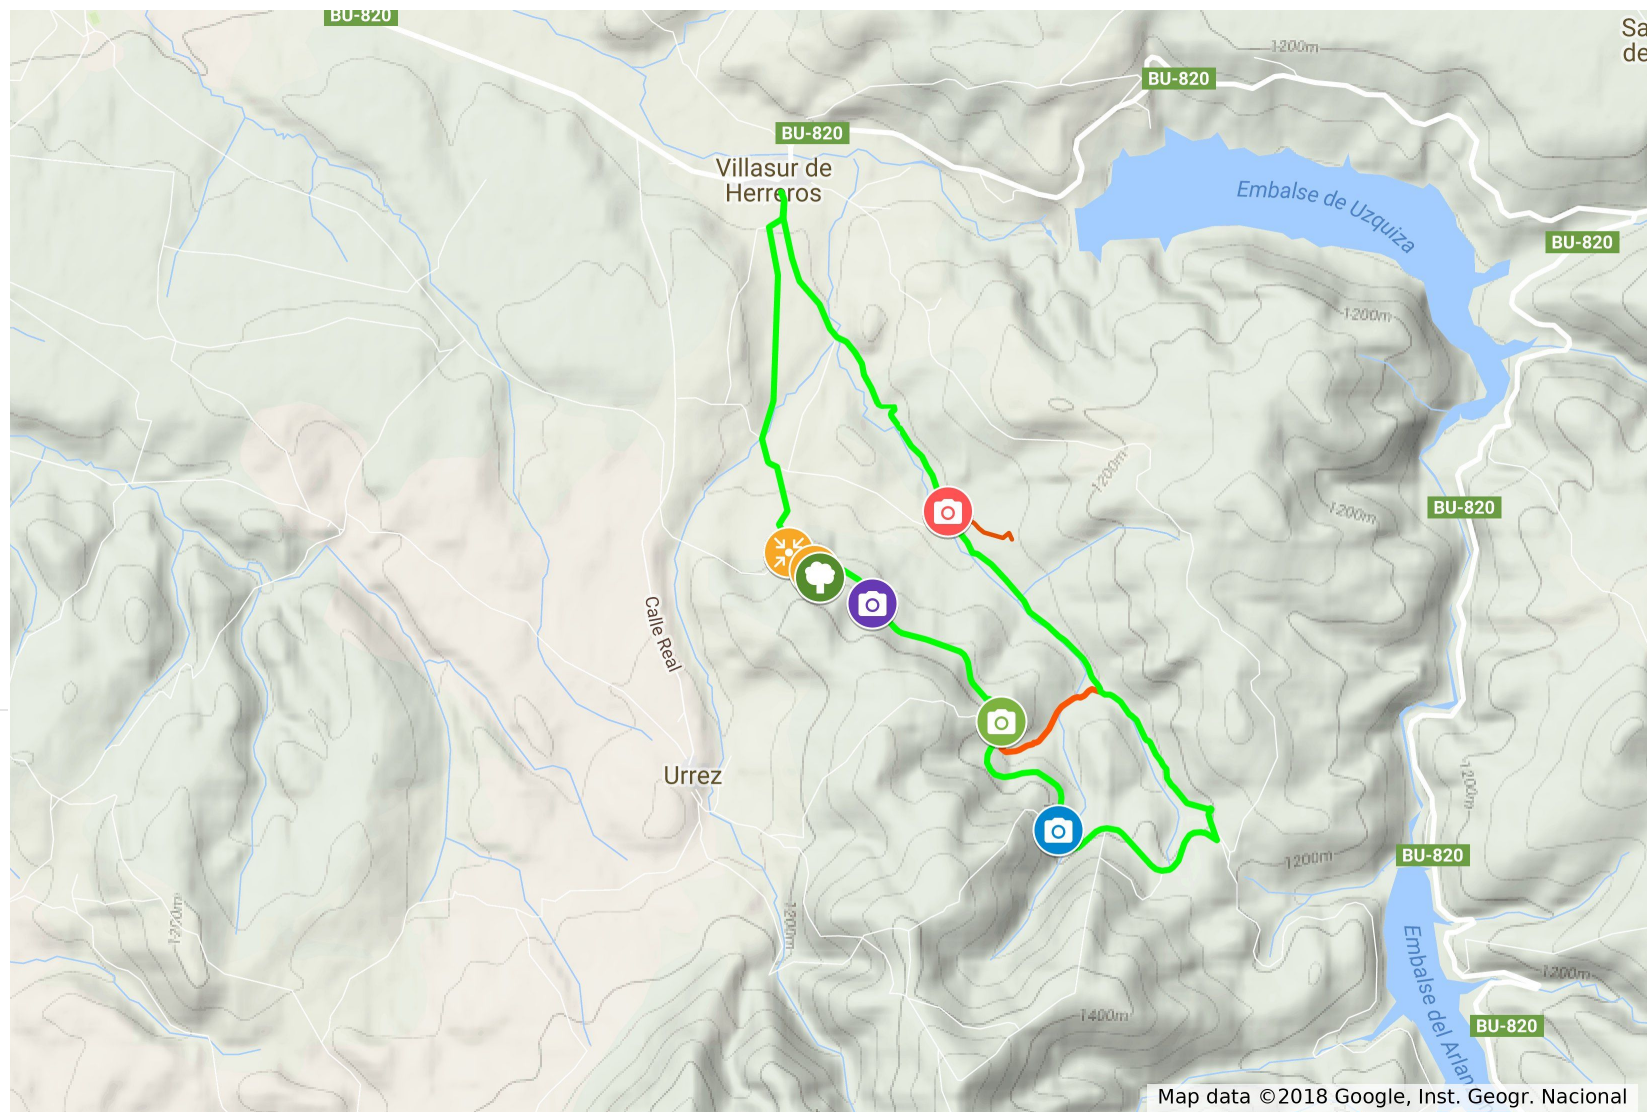 BU-820
Sa
de
1200m
BU-820
BU-820
Villasur de
Herreros
Embalse de Uzquiza
BU-820
1200m
1200m
1200m
BU-820
Calle Real
Urrez
1200m
BU-820
1200m
1200m
1200m
Embalse del Arlan
1200m
1400m
BU-820
Map data ©2018 Google, Inst. Geogr. Nacional